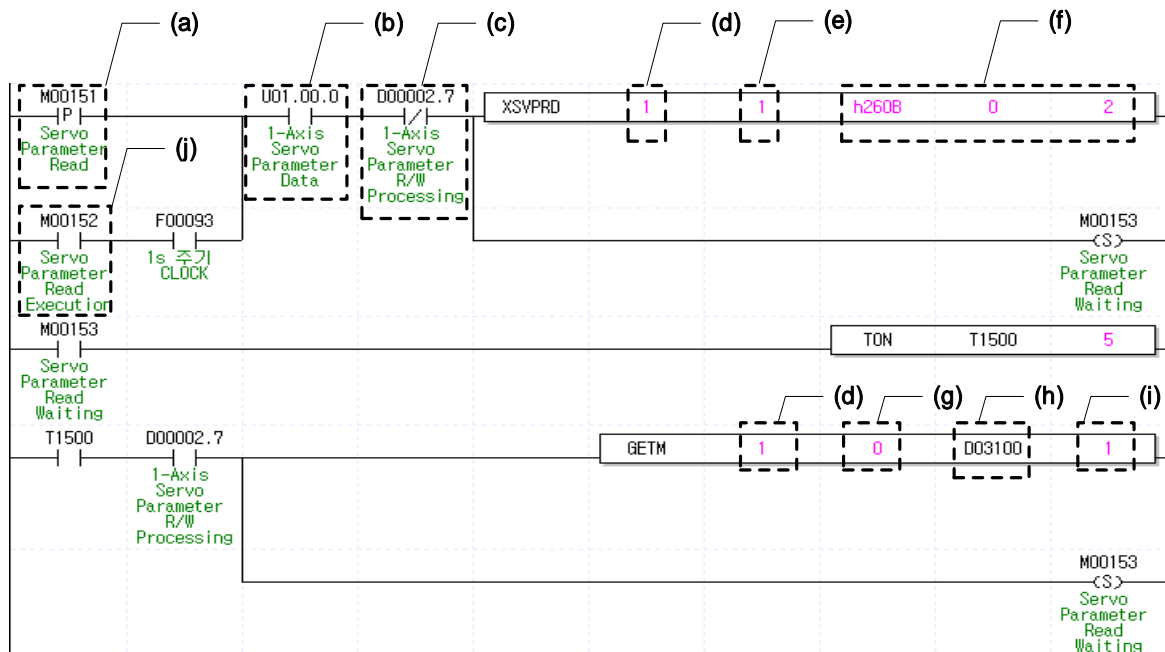 (a) (b) (c) (d) (e) (f)
M00151 U01.00.0 D00002.7
P XSVPRD 1 1 h260B 0 2
Servo
Parameter
Read
1-Axis
Servo
Parameter
Data
1-Axis
Servo
Parameter
R/W
Processing
(j)
M00152 F00093 M00153
S
Servo
Parameter
Read
Execution
1s 주기
CLOCK
Servo
Parameter
Read
Waiting
M00153
TON T1500 5
Servo
Parameter
Read
Waiting
(d) (g) (h) (i)
T1500 D00002.7
GETM 1 0 D03100 1
1-Axis
Servo
Parameter
R/W
Processing
M00153
S
Servo
Parameter
Read
Waiting